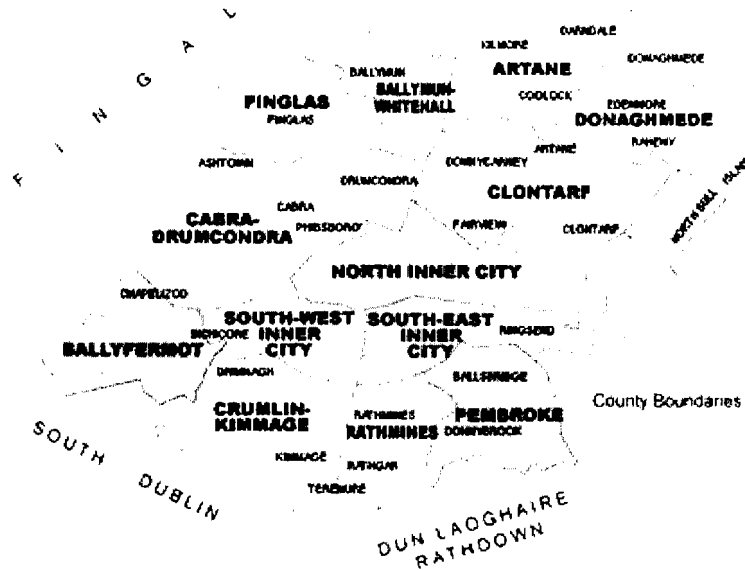 FINGAL
KILMORE
DARNDALE
DONAGHMEDE
BALLYMUN
ARTANE
BALLYMUN-
WHITEHALL
COOLOCK
EDENMORE
FINGLAS
FINGLAS
DONAGHMEDE
RAHENY
ARTANE
ASHTOWN
DONNYCARNEY
DRUMCONDRA
CLONTARF
NORTH BULL ISLAND
CABRA
CABRA-
DRUMCONDRA
PHIBSBORO
FAIRVIEW
CLONTARF
NORTH INNER CITY
CHAPELIZOD
SOUTH-WEST
INNER
CITY
SOUTH-EAST
INNER
CITY
RINGSEND
INCHICORE
BALLYFERMOT
DRIMNAGH
BALLSBRIDGE
County Boundaries
CRUMLIN-
KIMMAGE
RATHMINES
RATHMINES
PEMBROKE
DONNYBROOK
KIMMAGE
RATHGAR
TERENURE
SOUTH DUBLIN
DUN LAOGHAIRE
RATHDOWN